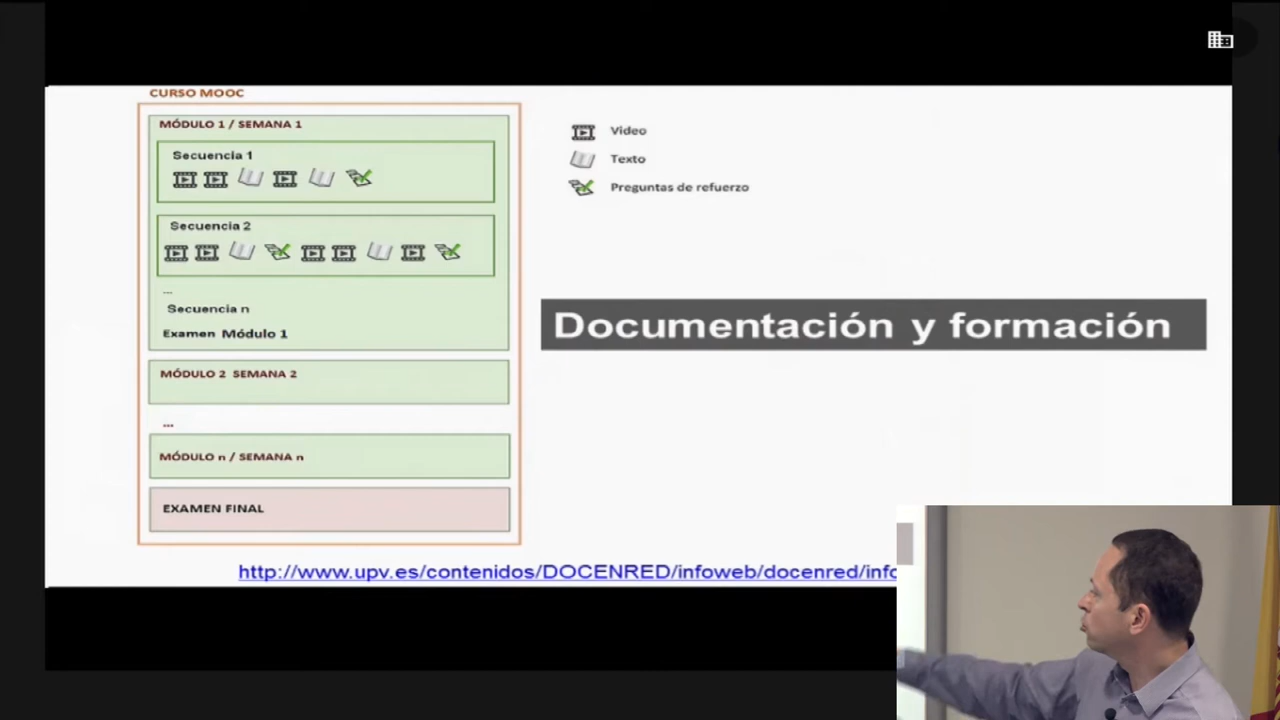 CURSO MOOC
MÓDULO 1 / SEMANA 1
Secuencia 1
Secuencia 2
...
Secuencia n
Examen Módulo 1
MÓDULO 2 SEMANA 2
...
MÓDULO n / SEMANA n
EXAMEN FINAL
Video
Texto
Preguntas de refuerzo
Documentación y formación
http://www.upv.es/contenidos/DOCENRED/infoweb/docenred/info